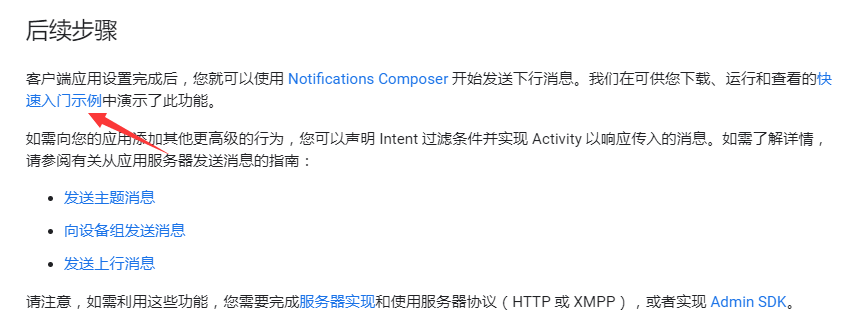 后续步骤
客户端应用设置完成后，您就可以使用 Notifications Composer 开始发送下行消息。我们在可供您下载、运行和查看的快
速入门示例中演示了此功能。
如需向您的应用添加其他更高级的行为，您可以声明 Intent 过滤条件并实现 Activity 以响应传入的消息。如需了解详情，
请参阅有关从应用服务器发送消息的指南：
• 发送主题消息
• 向设备组发送消息
• 发送上行消息
请注意，如需利用这些功能，您需要完成服务器实现和使用服务器协议（HTTP 或 XMPP），或者实现 Admin SDK。